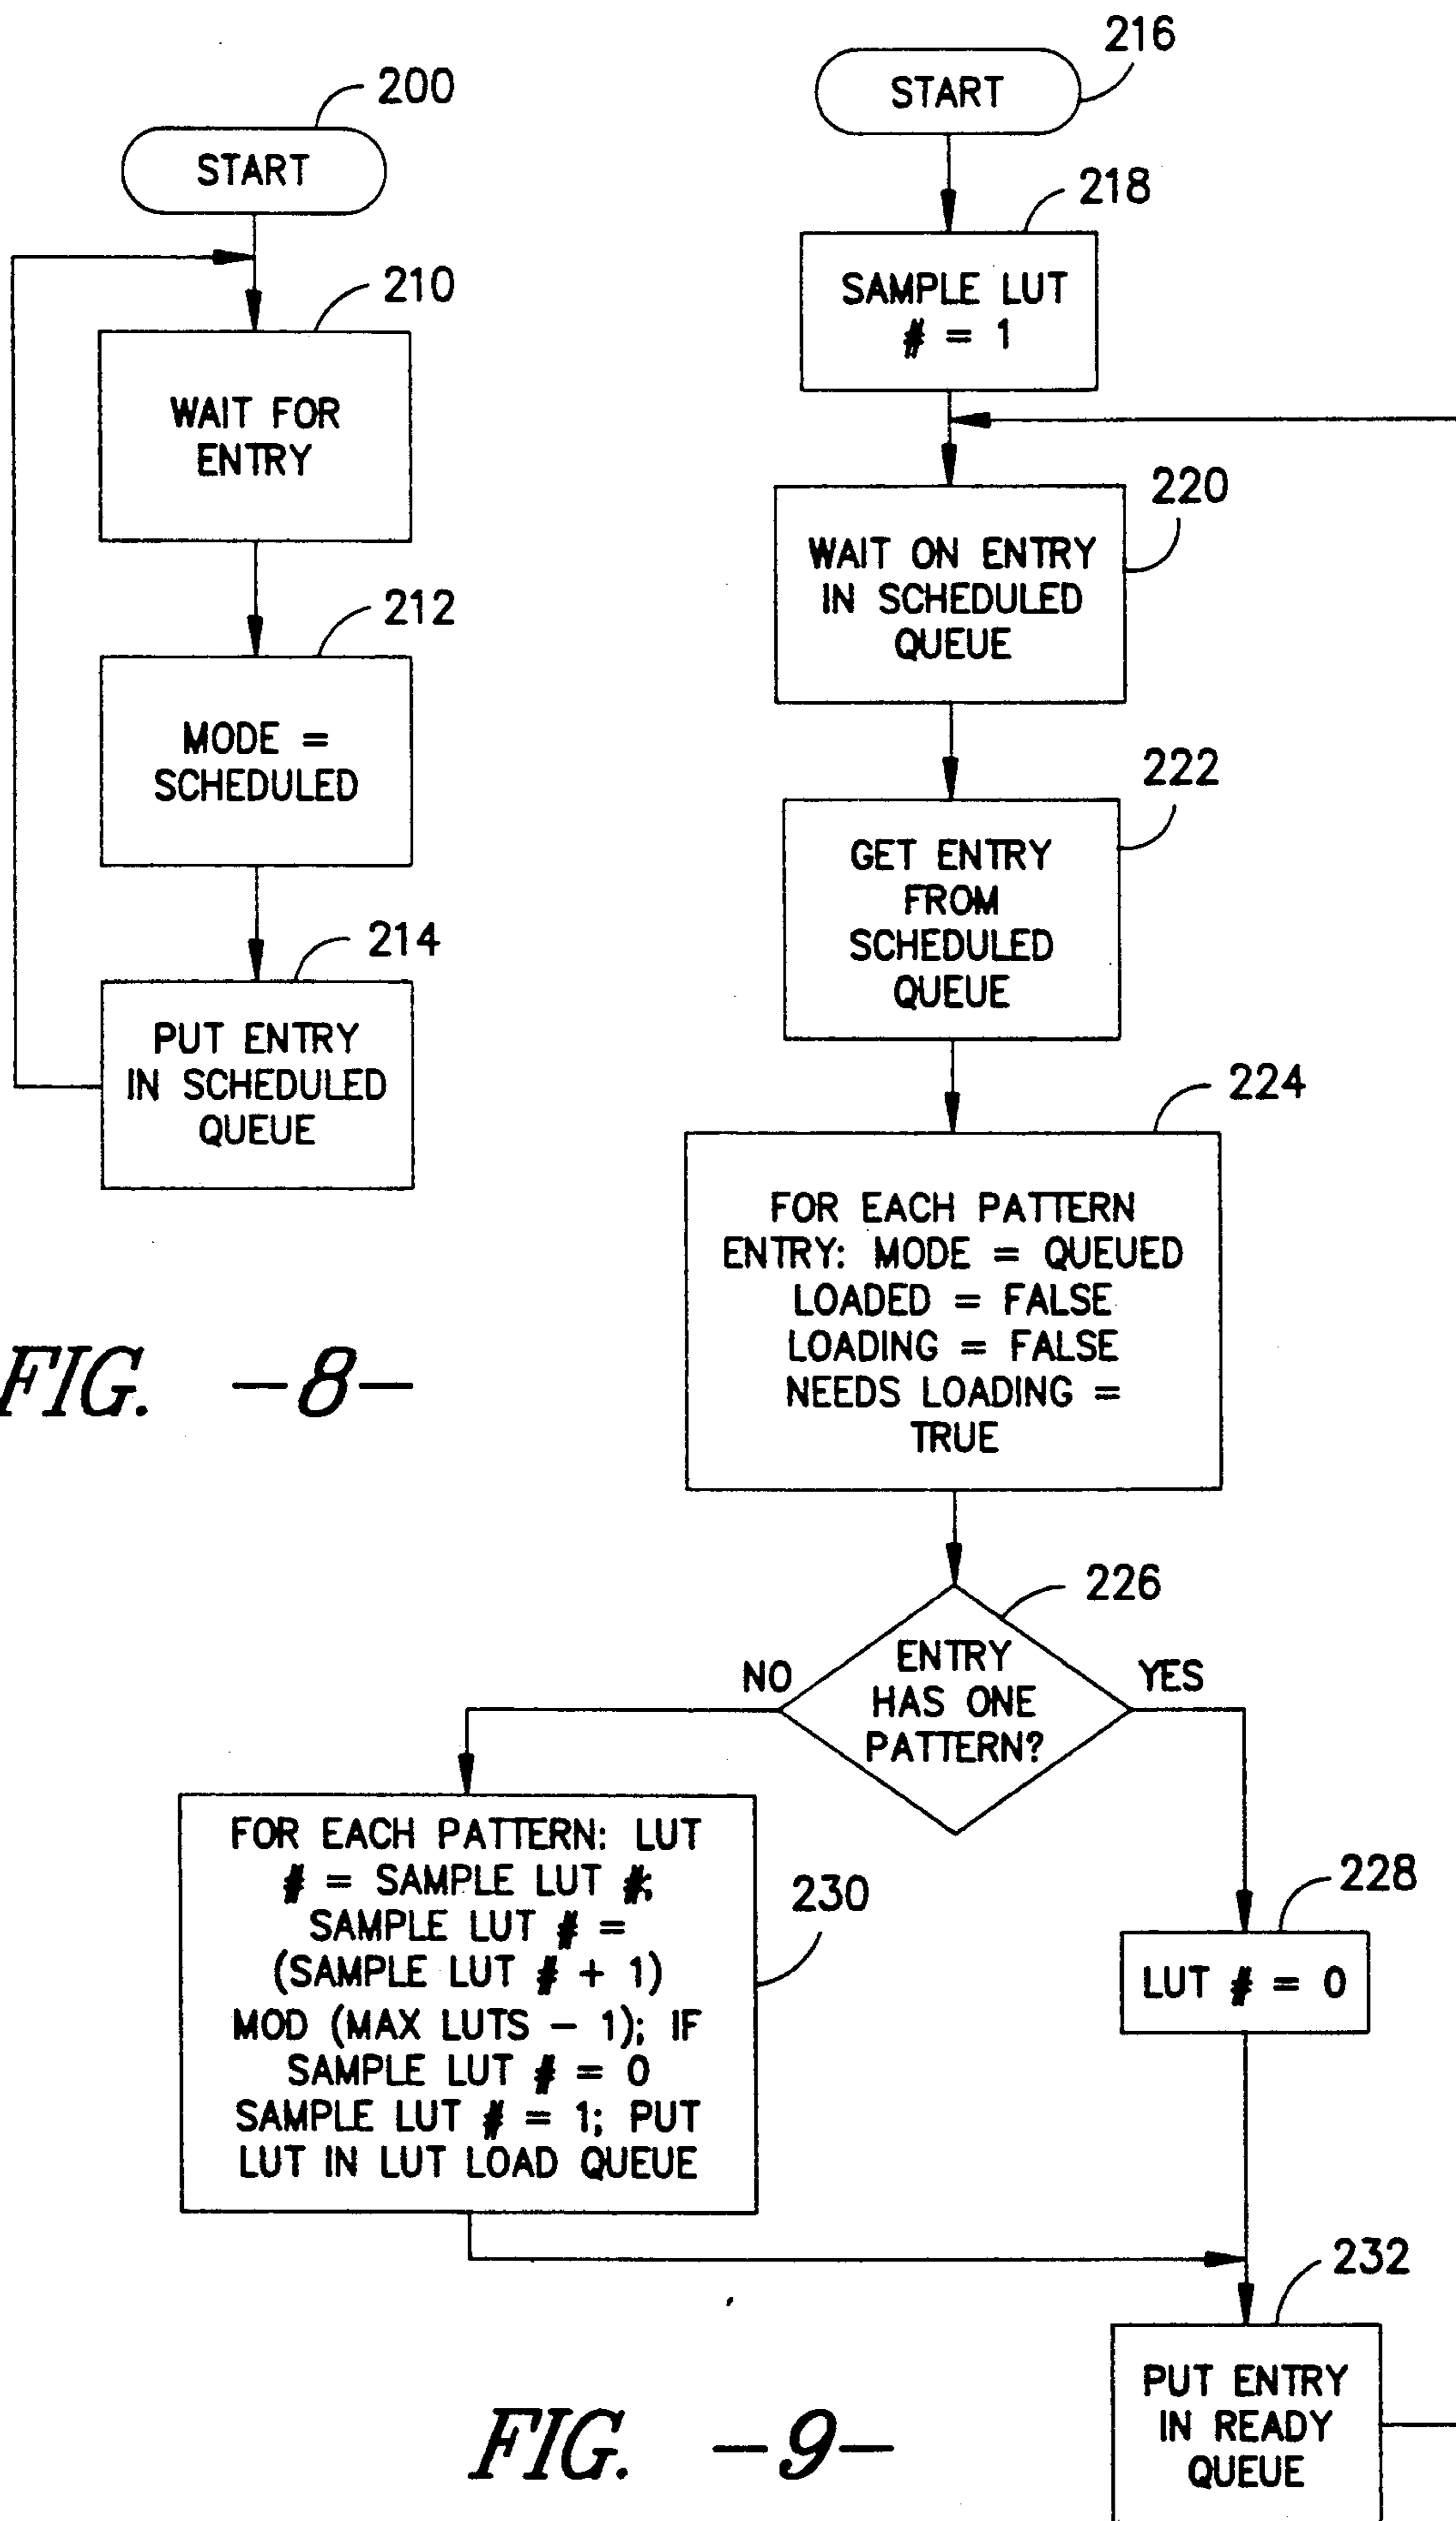 200
START
210
WAIT FOR
ENTRY
212
MODE =
SCHEDULED
214
PUT ENTRY
IN SCHEDULED
QUEUE
FIG. -8-
216
START
218
SAMPLE LUT
# = 1
220
WAIT ON ENTRY
IN SCHEDULED
QUEUE
222
GET ENTRY
FROM
SCHEDULED
QUEUE
224
FOR EACH PATTERN
ENTRY: MODE = QUEUED
LOADED = FALSE
LOADING = FALSE
NEEDS LOADING =
TRUE
226
ENTRY
HAS ONE
PATTERN?
NO
YES
230
FOR EACH PATTERN: LUT
# = SAMPLE LUT #;
SAMPLE LUT # =
(SAMPLE LUT # + 1)
MOD (MAX LUTS - 1); IF
SAMPLE LUT # = 0
SAMPLE LUT # = 1; PUT
LUT IN LUT LOAD QUEUE
228
LUT # = 0
232
PUT ENTRY
IN READY
QUEUE
FIG. -9-